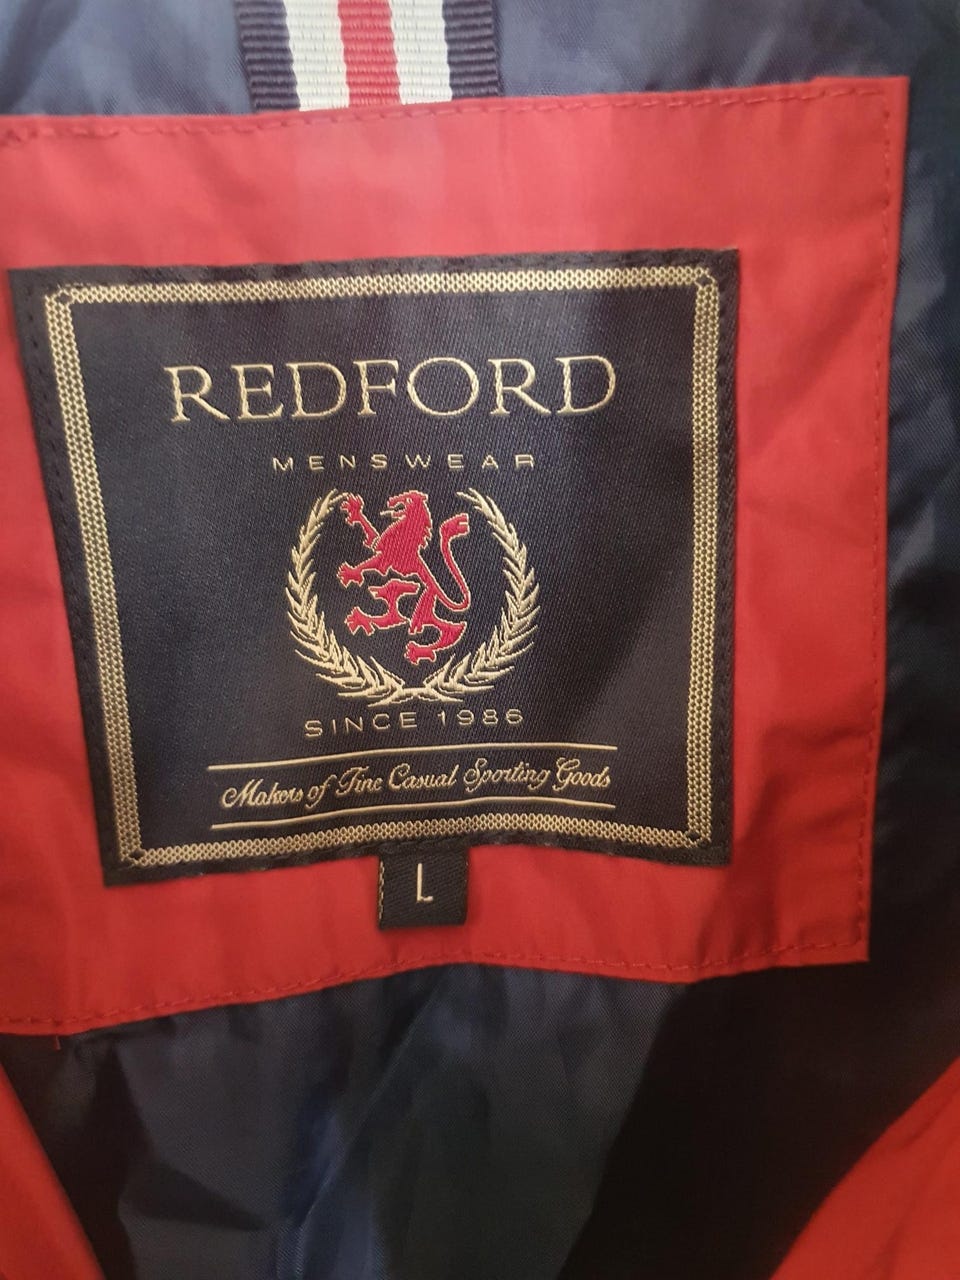 REDFORD
MENSWEAR
SINCE 1986
Makers of Fine Casual Sporting Goods
L